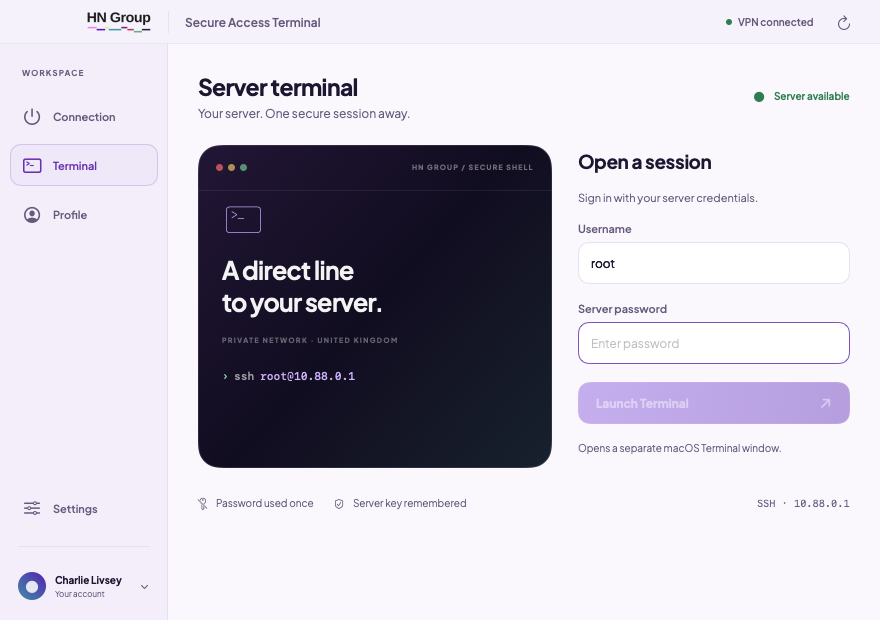 HN Group
Secure Access Terminal
VPN connected
WORKSPACE
Connection
Terminal
Profile
Settings
Charlie Livsey
Your account
Server terminal
Your server. One secure session away.
Server available
HN GROUP / SECURE SHELL
>_
A direct line
to your server.
PRIVATE NETWORK · UNITED KINGDOM
› ssh root@10.88.0.1
Open a session
Sign in with your server credentials.
Username
root
Server password
Enter password
Launch Terminal
Opens a separate macOS Terminal window.
Password used once
Server key remembered
SSH · 10.88.0.1